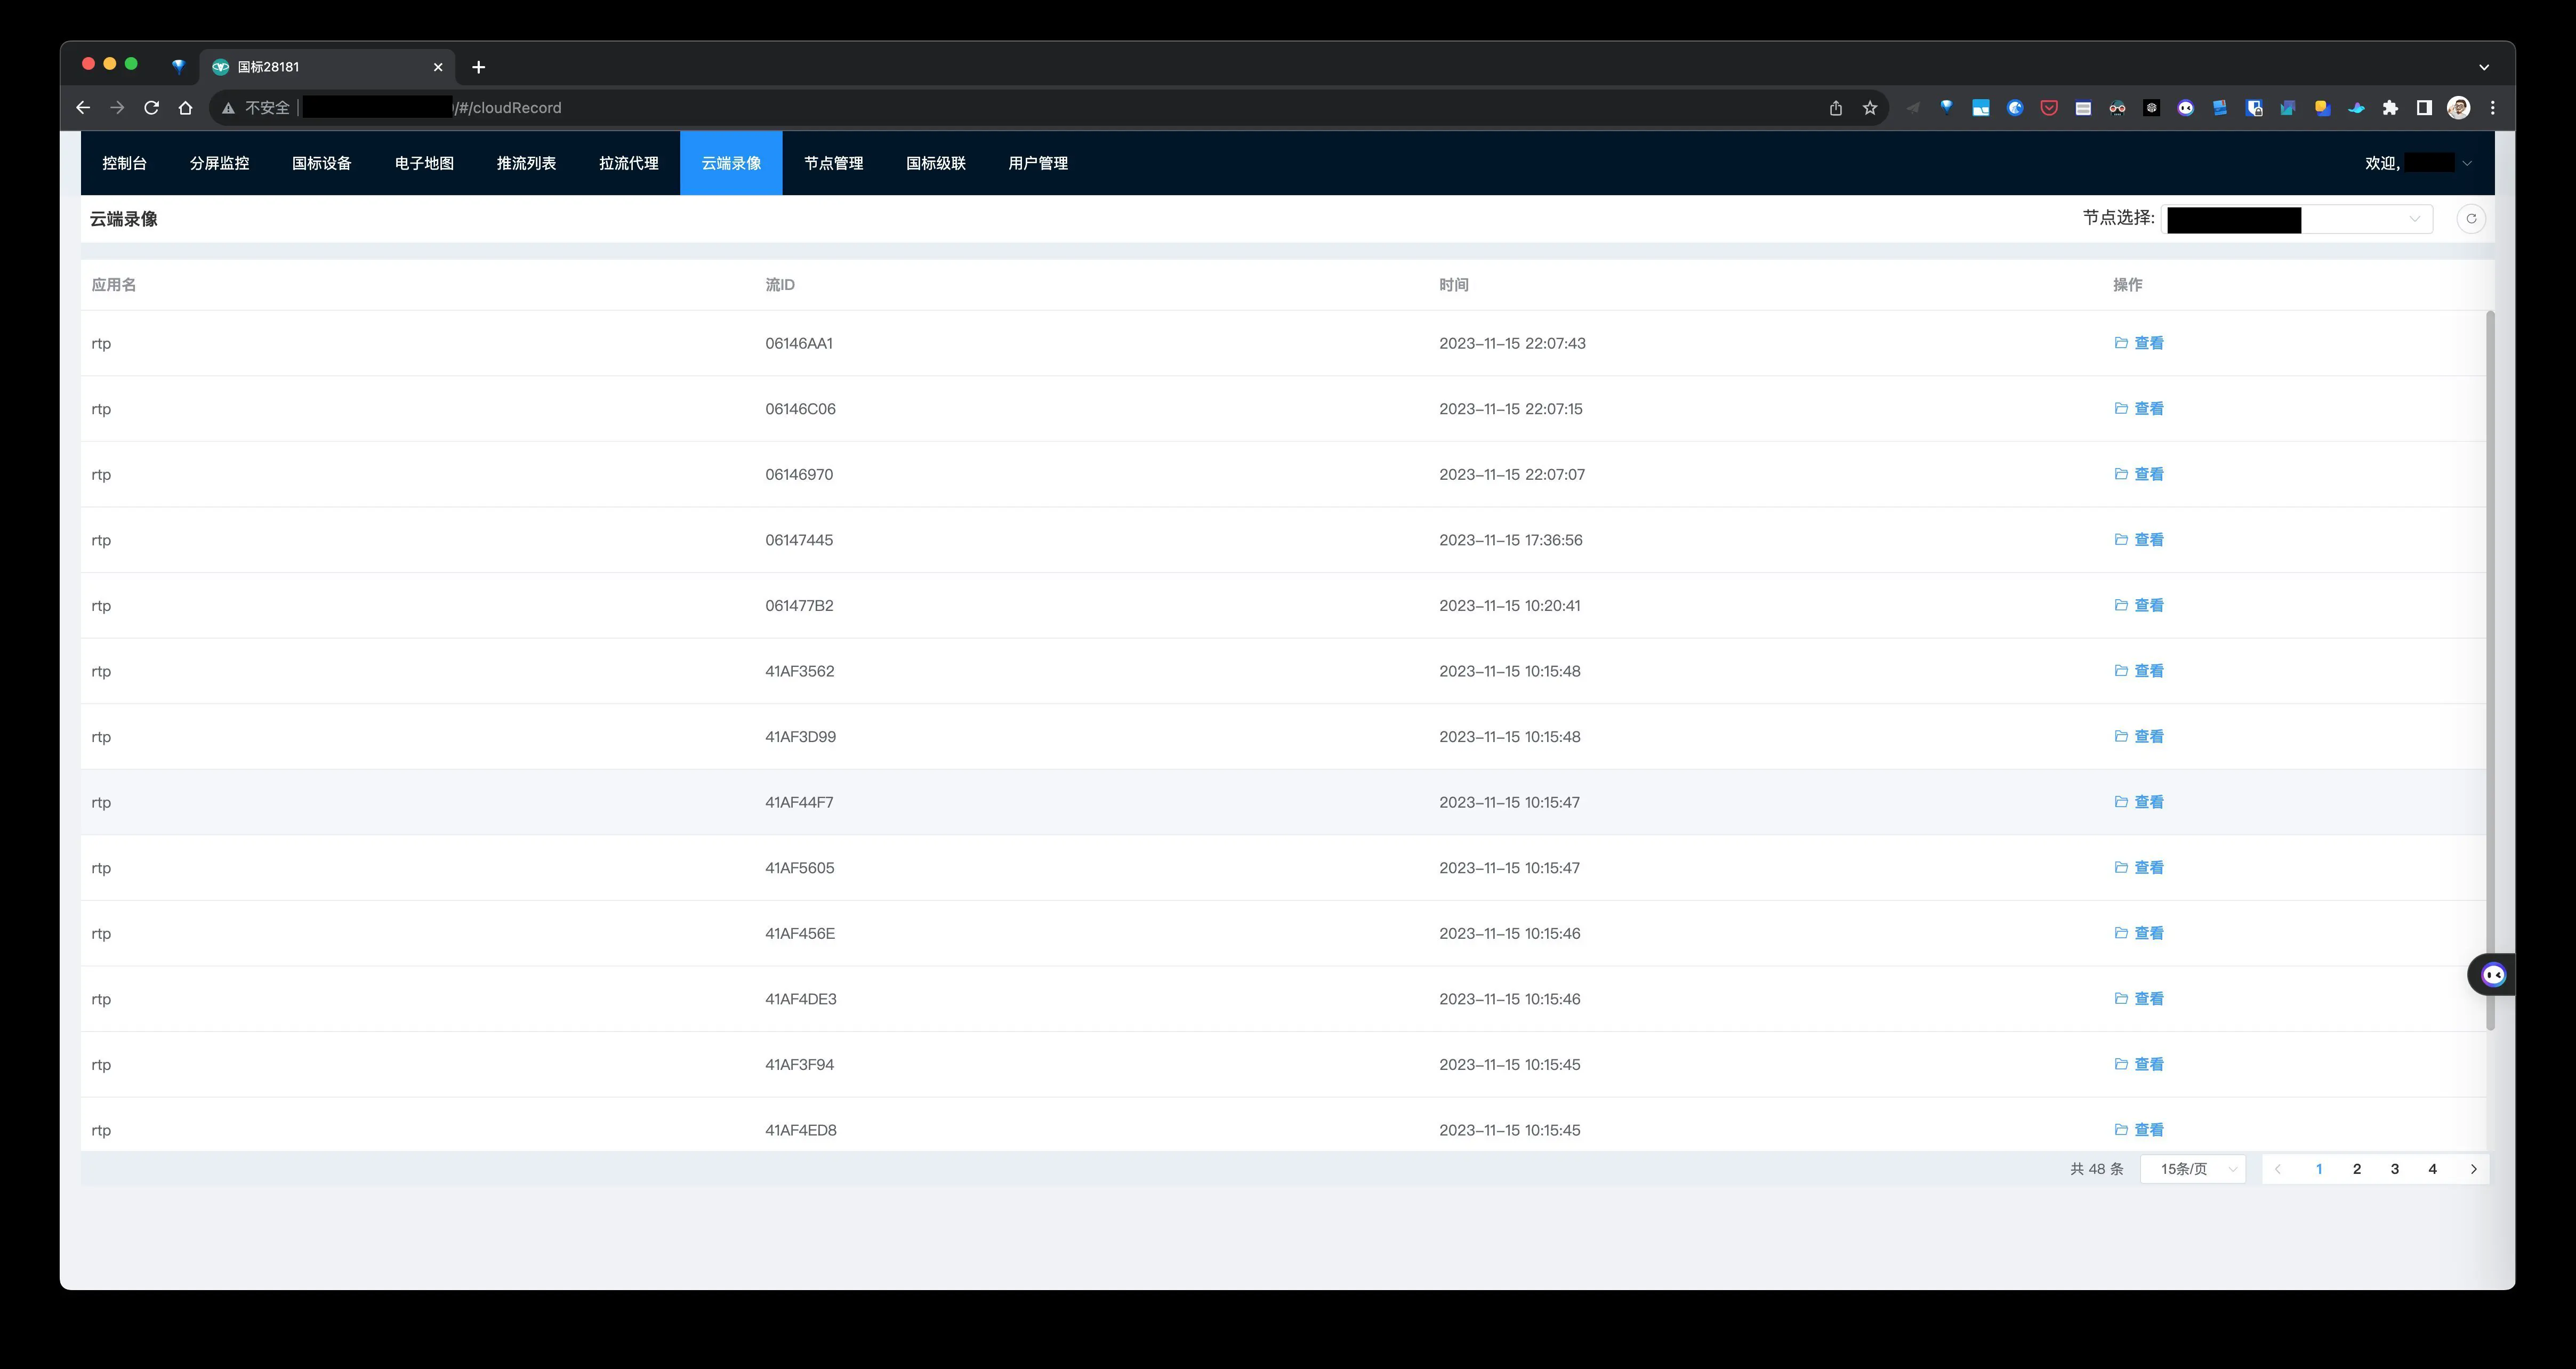 国标28181
不安全 /#/cloudRecord
控制台 分屏监控 国标设备 电子地图 推流列表 拉流代理 云端录像 节点管理 国标级联 用户管理 欢迎,
云端录像 节点选择:
应用名 流ID 时间 操作
rtp 06146AA1 2023-11-15 22:07:43 查看
rtp 06146C06 2023-11-15 22:07:15 查看
rtp 06146970 2023-11-15 22:07:07 查看
rtp 06147445 2023-11-15 17:36:56 查看
rtp 061477B2 2023-11-15 10:20:41 查看
rtp 41AF3562 2023-11-15 10:15:48 查看
rtp 41AF3D99 2023-11-15 10:15:48 查看
rtp 41AF44F7 2023-11-15 10:15:47 查看
rtp 41AF5605 2023-11-15 10:15:47 查看
rtp 41AF456E 2023-11-15 10:15:46 查看
rtp 41AF4DE3 2023-11-15 10:15:46 查看
rtp 41AF3F94 2023-11-15 10:15:45 查看
rtp 41AF4ED8 2023-11-15 10:15:45 查看
共 48 条 15条/页 1 2 3 4